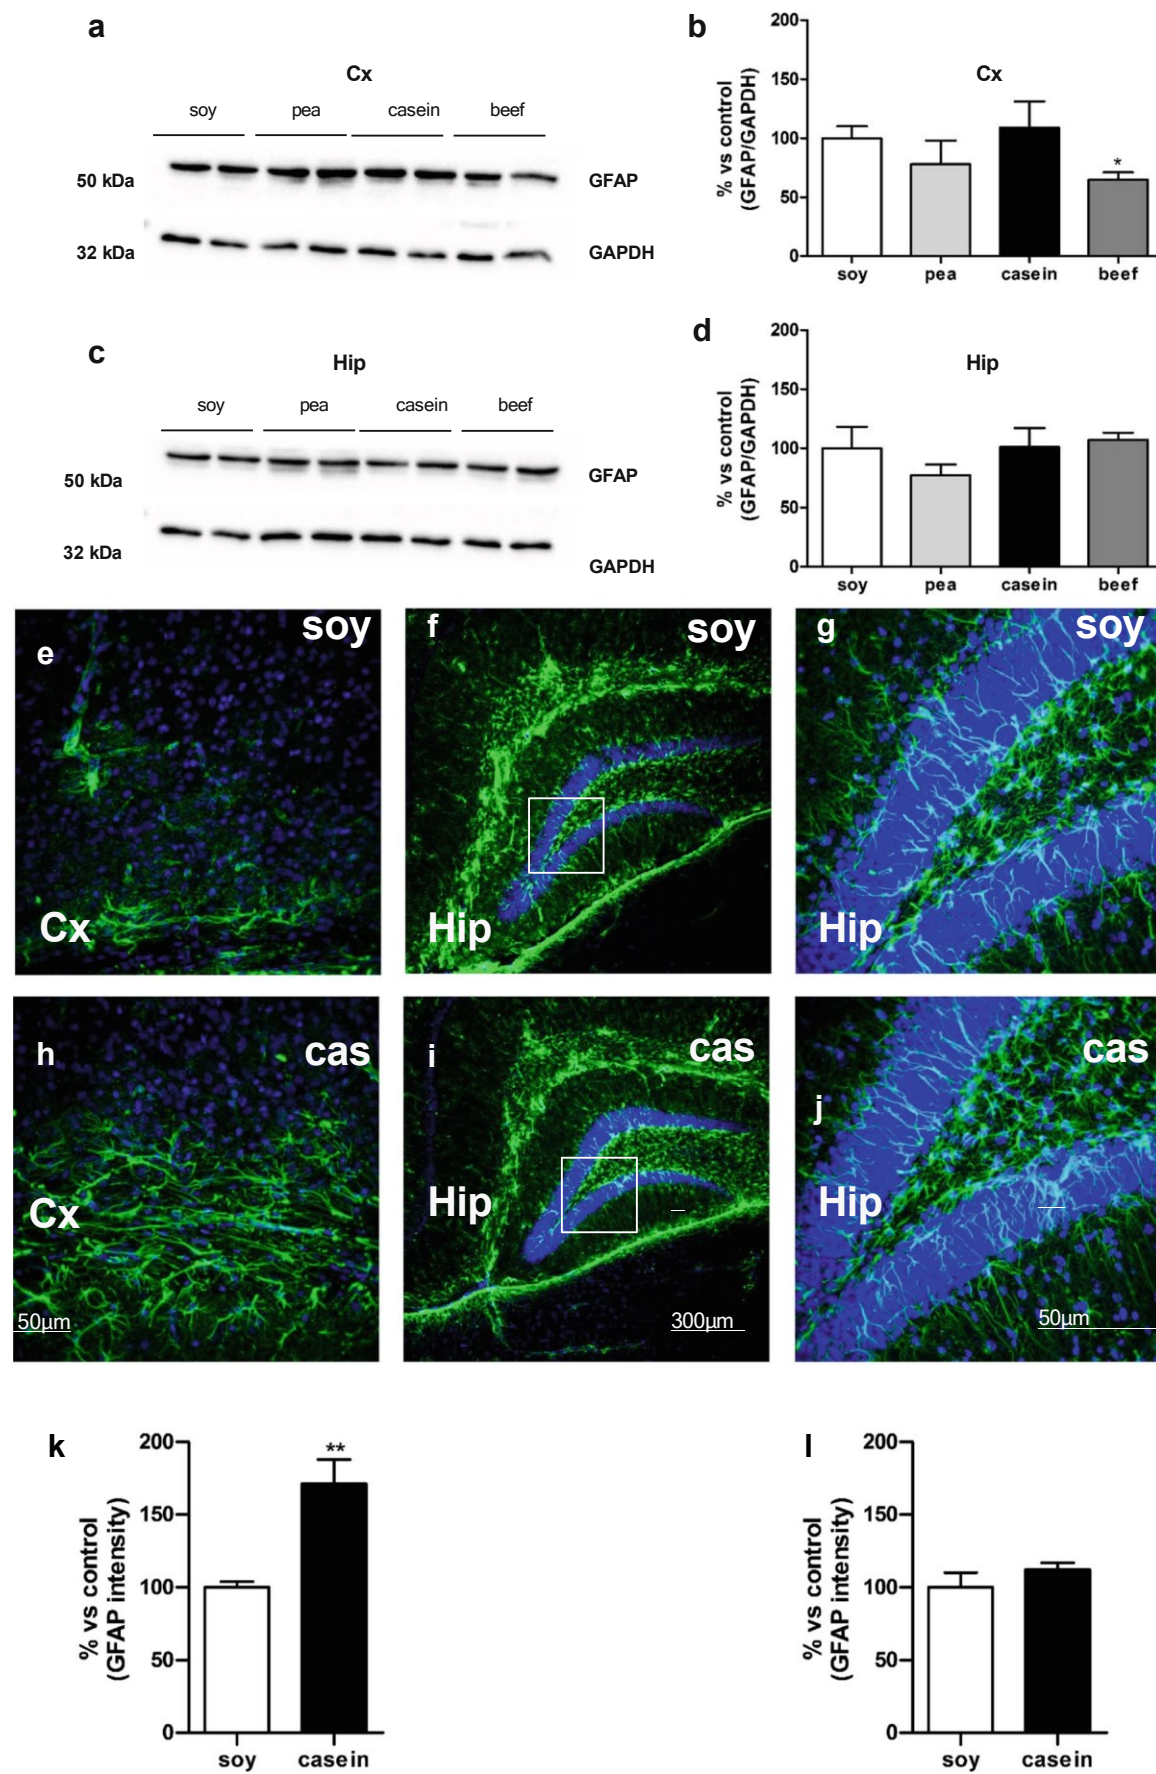 a
Cx
soy pea casein beef
50 kDa GFAP
32 kDa GAPDH
b
Cx
% vs control
(GFAP/GAPDH)
200
150
100
50
0
*
soy pea casein beef
c
Hip
soy pea casein beef
50 kDa GFAP
32 kDa GAPDH
d
Hip
% vs control
(GFAP/GAPDH)
200
150
100
50
0
soy pea casein beef
e soy
Cx
f soy
Hip
g soy
Hip
h cas
Cx
50µm
i cas
Hip
300µm
j cas
Hip
50µm
k
% vs control
(GFAP intensity)
200
150
100
50
0
**
soy casein
l
% vs control
(GFAP intensity)
200
150
100
50
0
soy casein